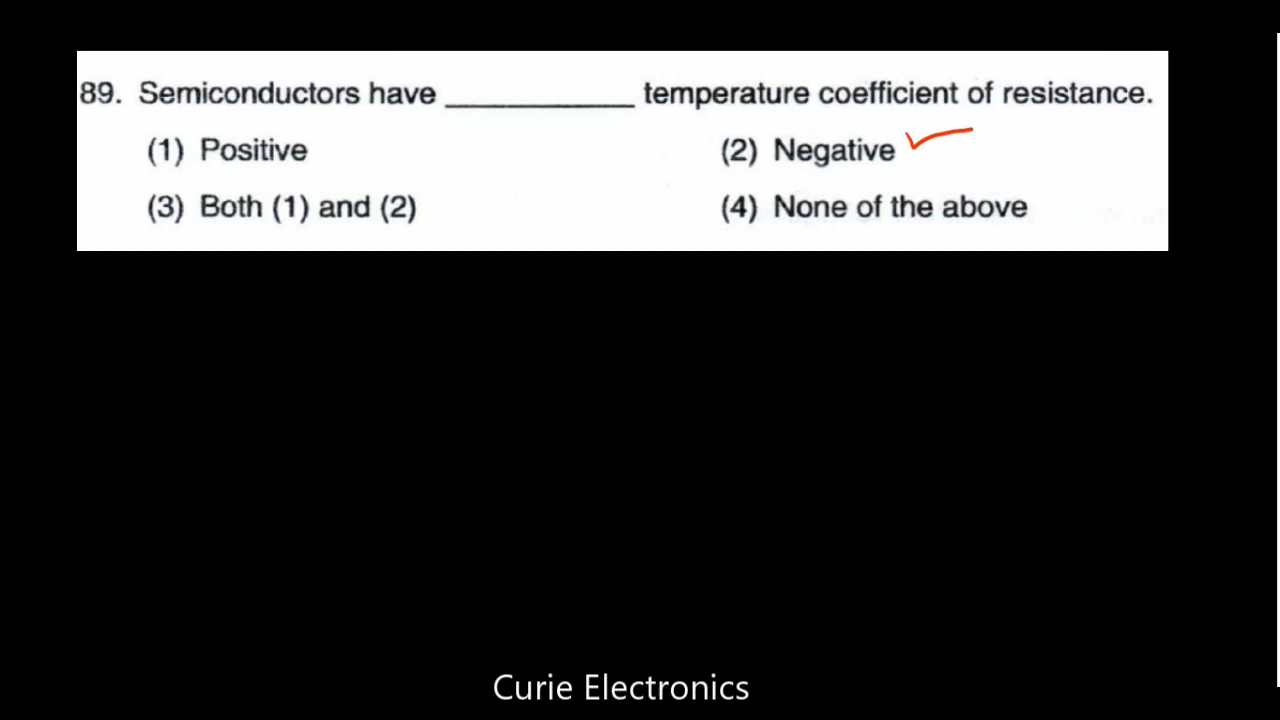 89. Semiconductors have ____________ temperature coefficient of resistance.
(1) Positive (2) Negative
(3) Both (1) and (2) (4) None of the above
Curie Electronics